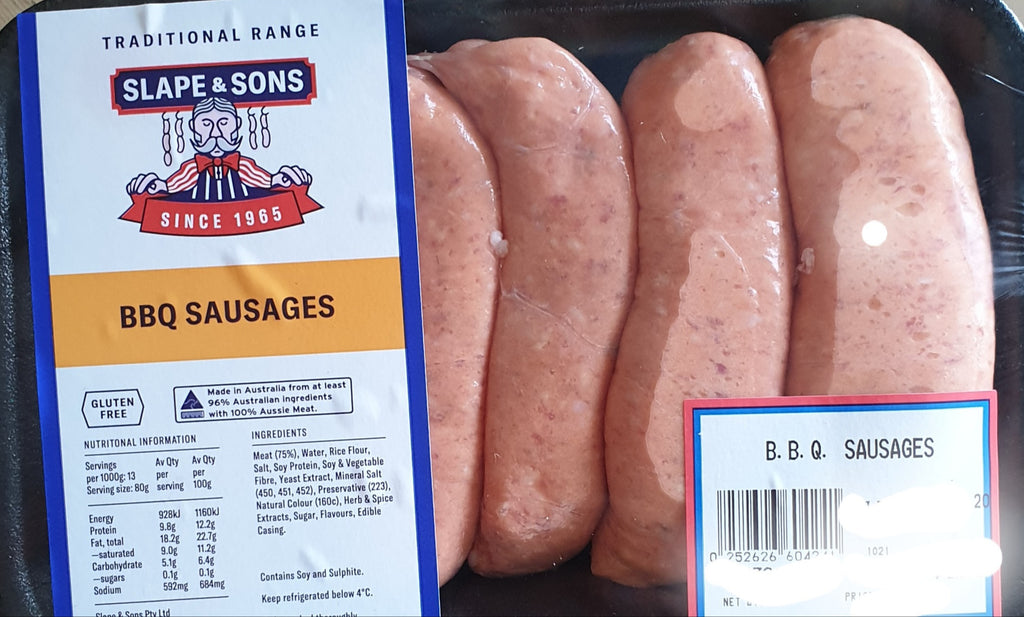 TRADITIONAL RANGE
SLAPE & SONS
SINCE 1965
BBQ SAUSAGES
GLUTEN
FREE
Made in Australia from at least
96% Australian ingredients
with 100% Aussie Meat.
NUTRITONAL INFORMATION
Servings Av Qty Av Qty
per 1000g: 13 per per
Serving size: 80g serving 100g
Energy 928kJ 1160kJ
Protein 9.8g 12.2g
Fat, total 18.2g 22.7g
—saturated 9.0g 11.2g
Carbohydrate 5.1g 6.4g
—sugars 0.1g 0.1g
Sodium 592mg 684mg
Slape & Sons Pty Ltd
INGREDIENTS
Meat (75%), Water, Rice Flour,
Salt, Soy Protein, Soy & Vegetable
Fibre, Yeast Extract, Mineral Salt
(450, 451, 452), Preservative (223),
Natural Colour (160c), Herb & Spice
Extracts, Sugar, Flavours, Edible
Casing.
Contains Soy and Sulphite.
Keep refrigerated below 4°C.
thoroughly
B.B.Q. SAUSAGES
20
0 252626
1021
NET